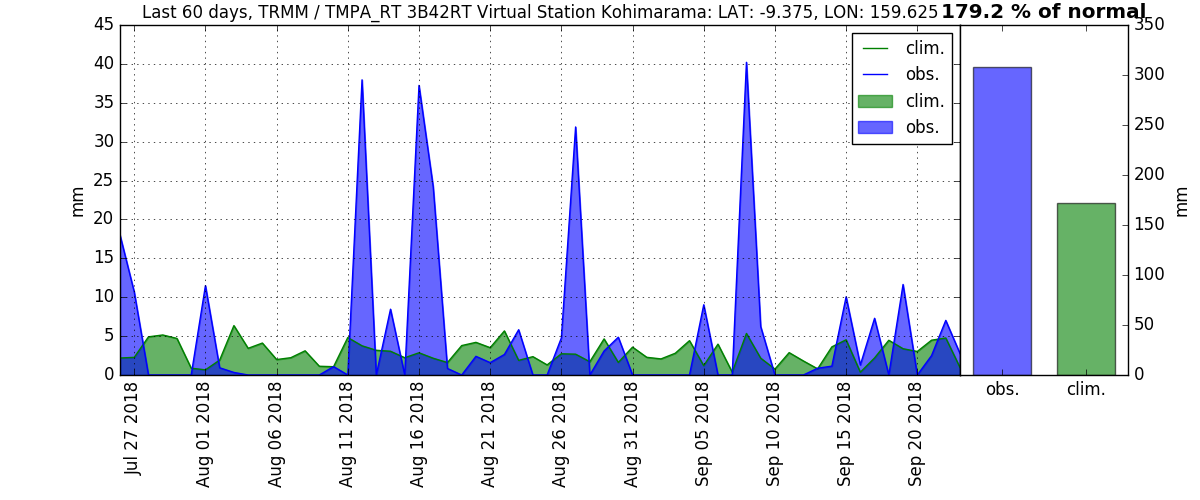 Last 60 days, TRMM / TMPA_RT 3B42RT Virtual Station Kohimarama: LAT: -9.375, LON: 159.625 179.2 % of normal
45
40
35
30
25
20
15
10
5
0
mm
clim.
obs.
clim.
obs.
Jul 27 2018
Aug 01 2018
Aug 06 2018
Aug 11 2018
Aug 16 2018
Aug 21 2018
Aug 26 2018
Aug 31 2018
Sep 05 2018
Sep 10 2018
Sep 15 2018
Sep 20 2018
350
300
250
200
150
100
50
0
mm
obs. clim.